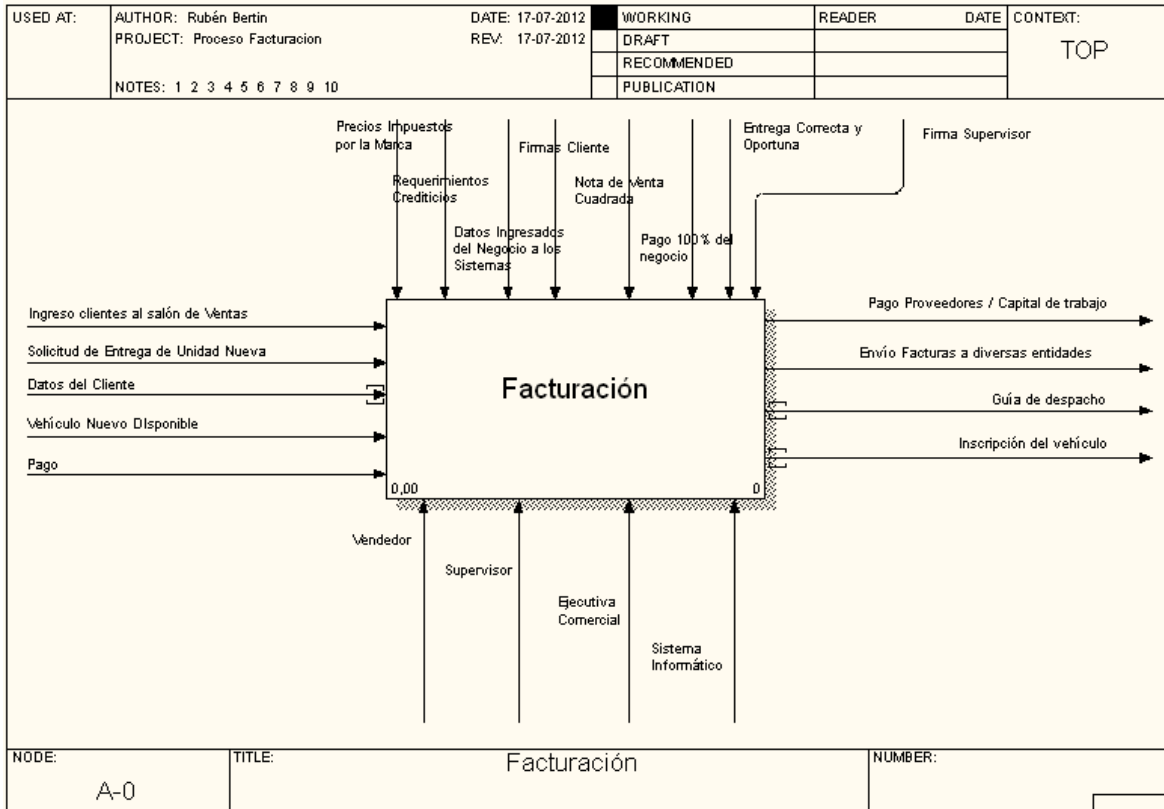 USED AT:
AUTHOR: Rubén Bertin
DATE: 17-07-2012
PROJECT: Proceso Facturacion
REV: 17-07-2012
NOTES: 1 2 3 4 5 6 7 8 9 10
WORKING
DRAFT
RECOMMENDED
PUBLICATION
READER
DATE
CONTEXT:
TOP
Precios Impuestos
por la Marca
Requerimientos
Crediticios
Datos Ingresados
del Negocio a los
Sistemas
Firmas Cliente
Nota de Venta
Cuadrada
Pago 100% del
negocio
Entrega Correcta y
Oportuna
Firma Supervisor
Ingreso clientes al salón de Ventas
Solicitud de Entrega de Unidad Nueva
Datos del Cliente
Vehículo Nuevo DIsponible
Pago
Facturación
0,00
0
Pago Proveedores / Capital de trabajo
Envío Facturas a diversas entidades
Guía de despacho
Inscripción del vehículo
Vendedor
Supervisor
Ejecutiva
Comercial
Sistema
Informático
NODE:
A-0
TITLE:
Facturación
NUMBER: